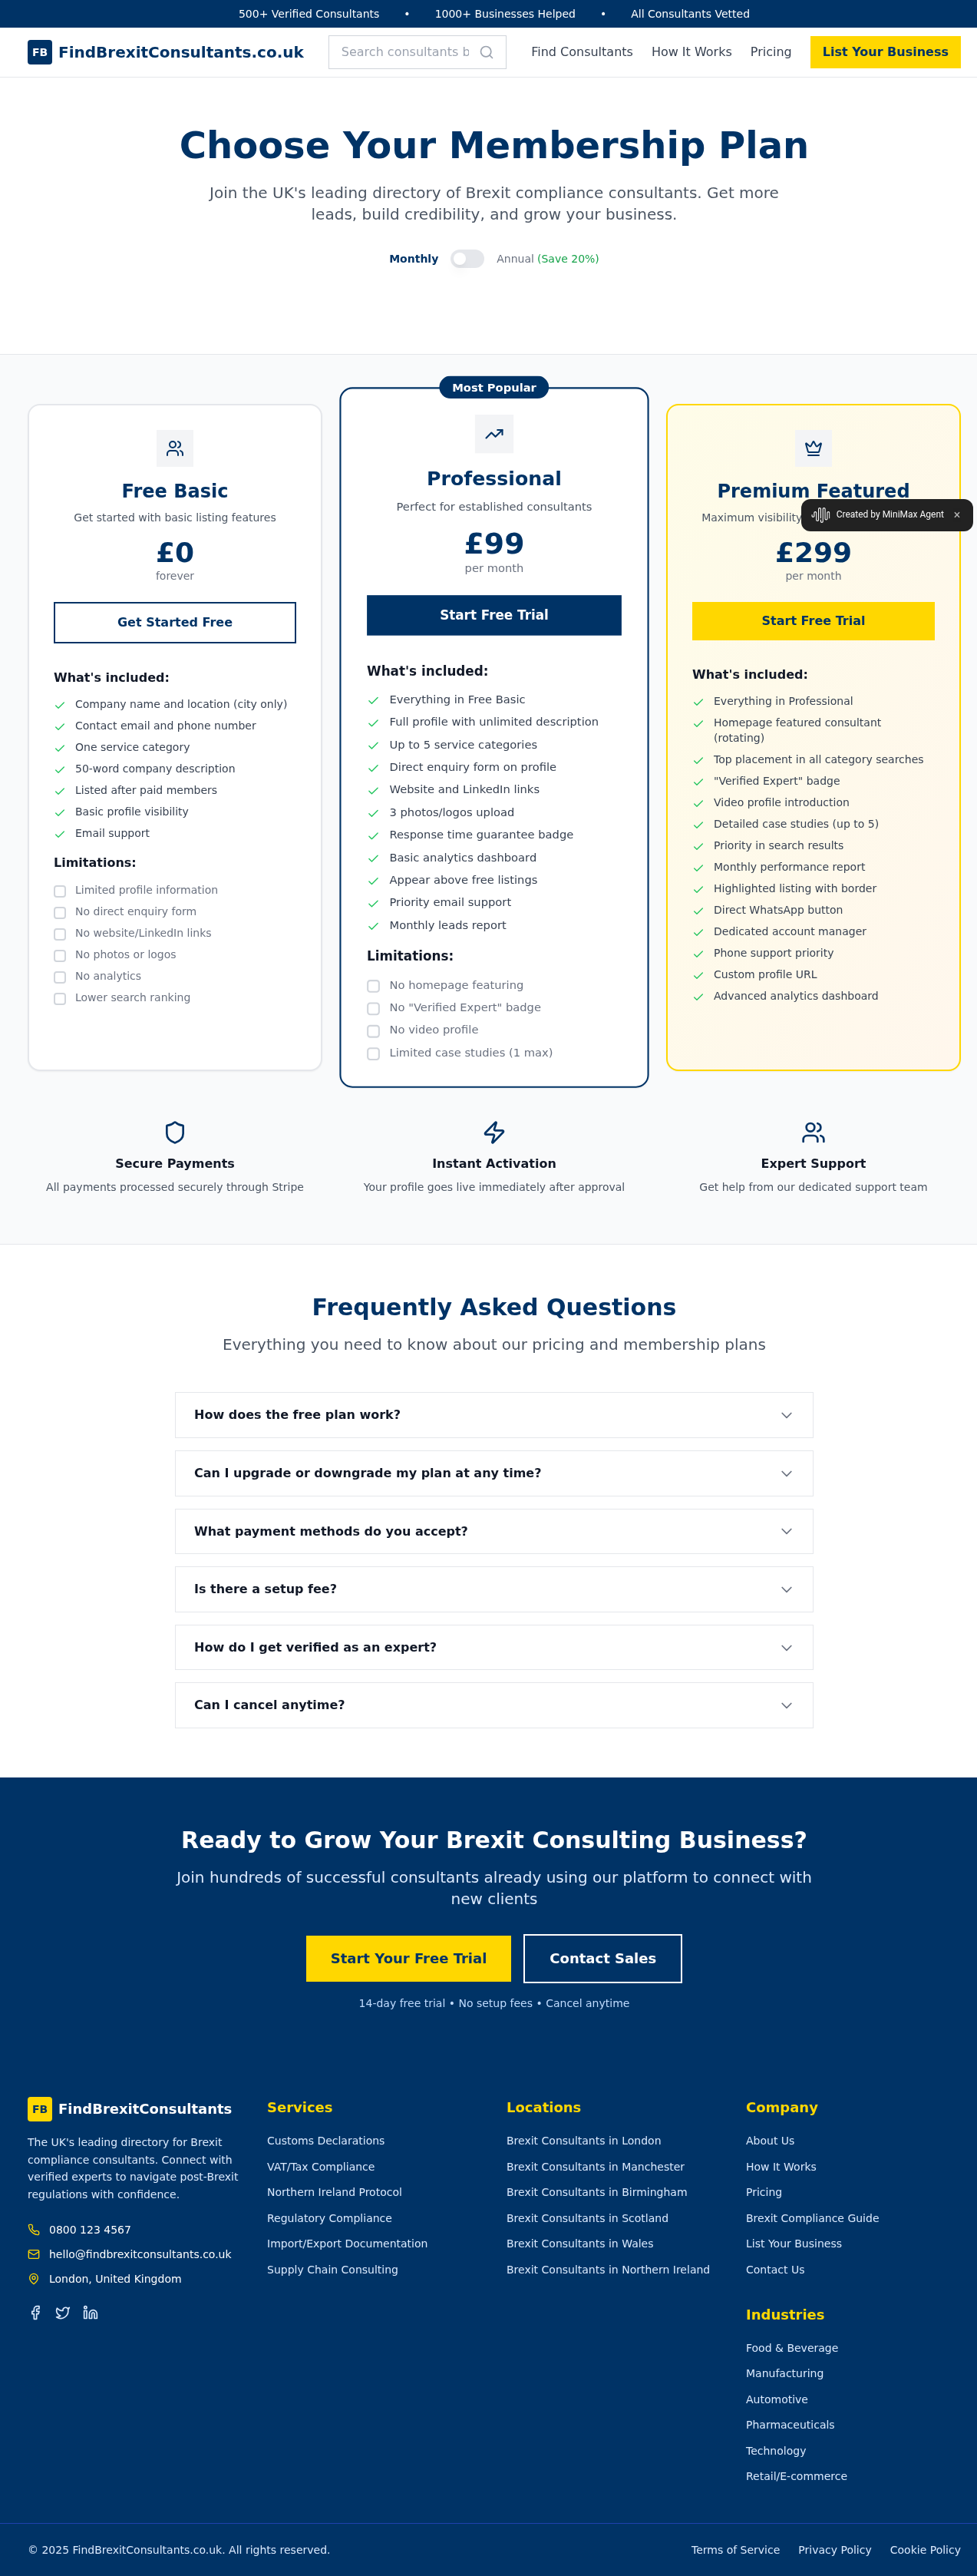 500+ Verified Consultants • 1000+ Businesses Helped • All Consultants Vetted
FB FindBrexitConsultants.co.uk
Search consultants b
Find Consultants How It Works Pricing List Your Business
Choose Your Membership Plan
Join the UK's leading directory of Brexit compliance consultants. Get more
leads, build credibility, and grow your business.
Monthly Annual (Save 20%)
Free Basic
Get started with basic listing features
£0
forever
Get Started Free
What's included:
Company name and location (city only)
Contact email and phone number
One service category
50-word company description
Listed after paid members
Basic profile visibility
Email support
Limitations:
Limited profile information
No direct enquiry form
No website/LinkedIn links
No photos or logos
No analytics
Lower search ranking
Most Popular
Professional
Perfect for established consultants
£99
per month
Start Free Trial
What's included:
Everything in Free Basic
Full profile with unlimited description
Up to 5 service categories
Direct enquiry form on profile
Website and LinkedIn links
3 photos/logos upload
Response time guarantee badge
Basic analytics dashboard
Appear above free listings
Priority email support
Monthly leads report
Limitations:
No homepage featuring
No "Verified Expert" badge
No video profile
Limited case studies (1 max)
Premium Featured
Maximum visibility
Created by MiniMax Agent ×
£299
per month
Start Free Trial
What's included:
Everything in Professional
Homepage featured consultant
(rotating)
Top placement in all category searches
"Verified Expert" badge
Video profile introduction
Detailed case studies (up to 5)
Priority in search results
Monthly performance report
Highlighted listing with border
Direct WhatsApp button
Dedicated account manager
Phone support priority
Custom profile URL
Advanced analytics dashboard
Secure Payments
All payments processed securely through Stripe
Instant Activation
Your profile goes live immediately after approval
Expert Support
Get help from our dedicated support team
Frequently Asked Questions
Everything you need to know about our pricing and membership plans
How does the free plan work?
Can I upgrade or downgrade my plan at any time?
What payment methods do you accept?
Is there a setup fee?
How do I get verified as an expert?
Can I cancel anytime?
Ready to Grow Your Brexit Consulting Business?
Join hundreds of successful consultants already using our platform to connect with
new clients
Start Your Free Trial
Contact Sales
14-day free trial • No setup fees • Cancel anytime
FB FindBrexitConsultants
The UK's leading directory for Brexit
compliance consultants. Connect with
verified experts to navigate post-Brexit
regulations with confidence.
0800 123 4567
hello@findbrexitconsultants.co.uk
London, United Kingdom
Services
Customs Declarations
VAT/Tax Compliance
Northern Ireland Protocol
Regulatory Compliance
Import/Export Documentation
Supply Chain Consulting
Locations
Brexit Consultants in London
Brexit Consultants in Manchester
Brexit Consultants in Birmingham
Brexit Consultants in Scotland
Brexit Consultants in Wales
Brexit Consultants in Northern Ireland
Company
About Us
How It Works
Pricing
Brexit Compliance Guide
List Your Business
Contact Us
Industries
Food & Beverage
Manufacturing
Automotive
Pharmaceuticals
Technology
Retail/E-commerce
© 2025 FindBrexitConsultants.co.uk. All rights reserved.
Terms of Service Privacy Policy Cookie Policy